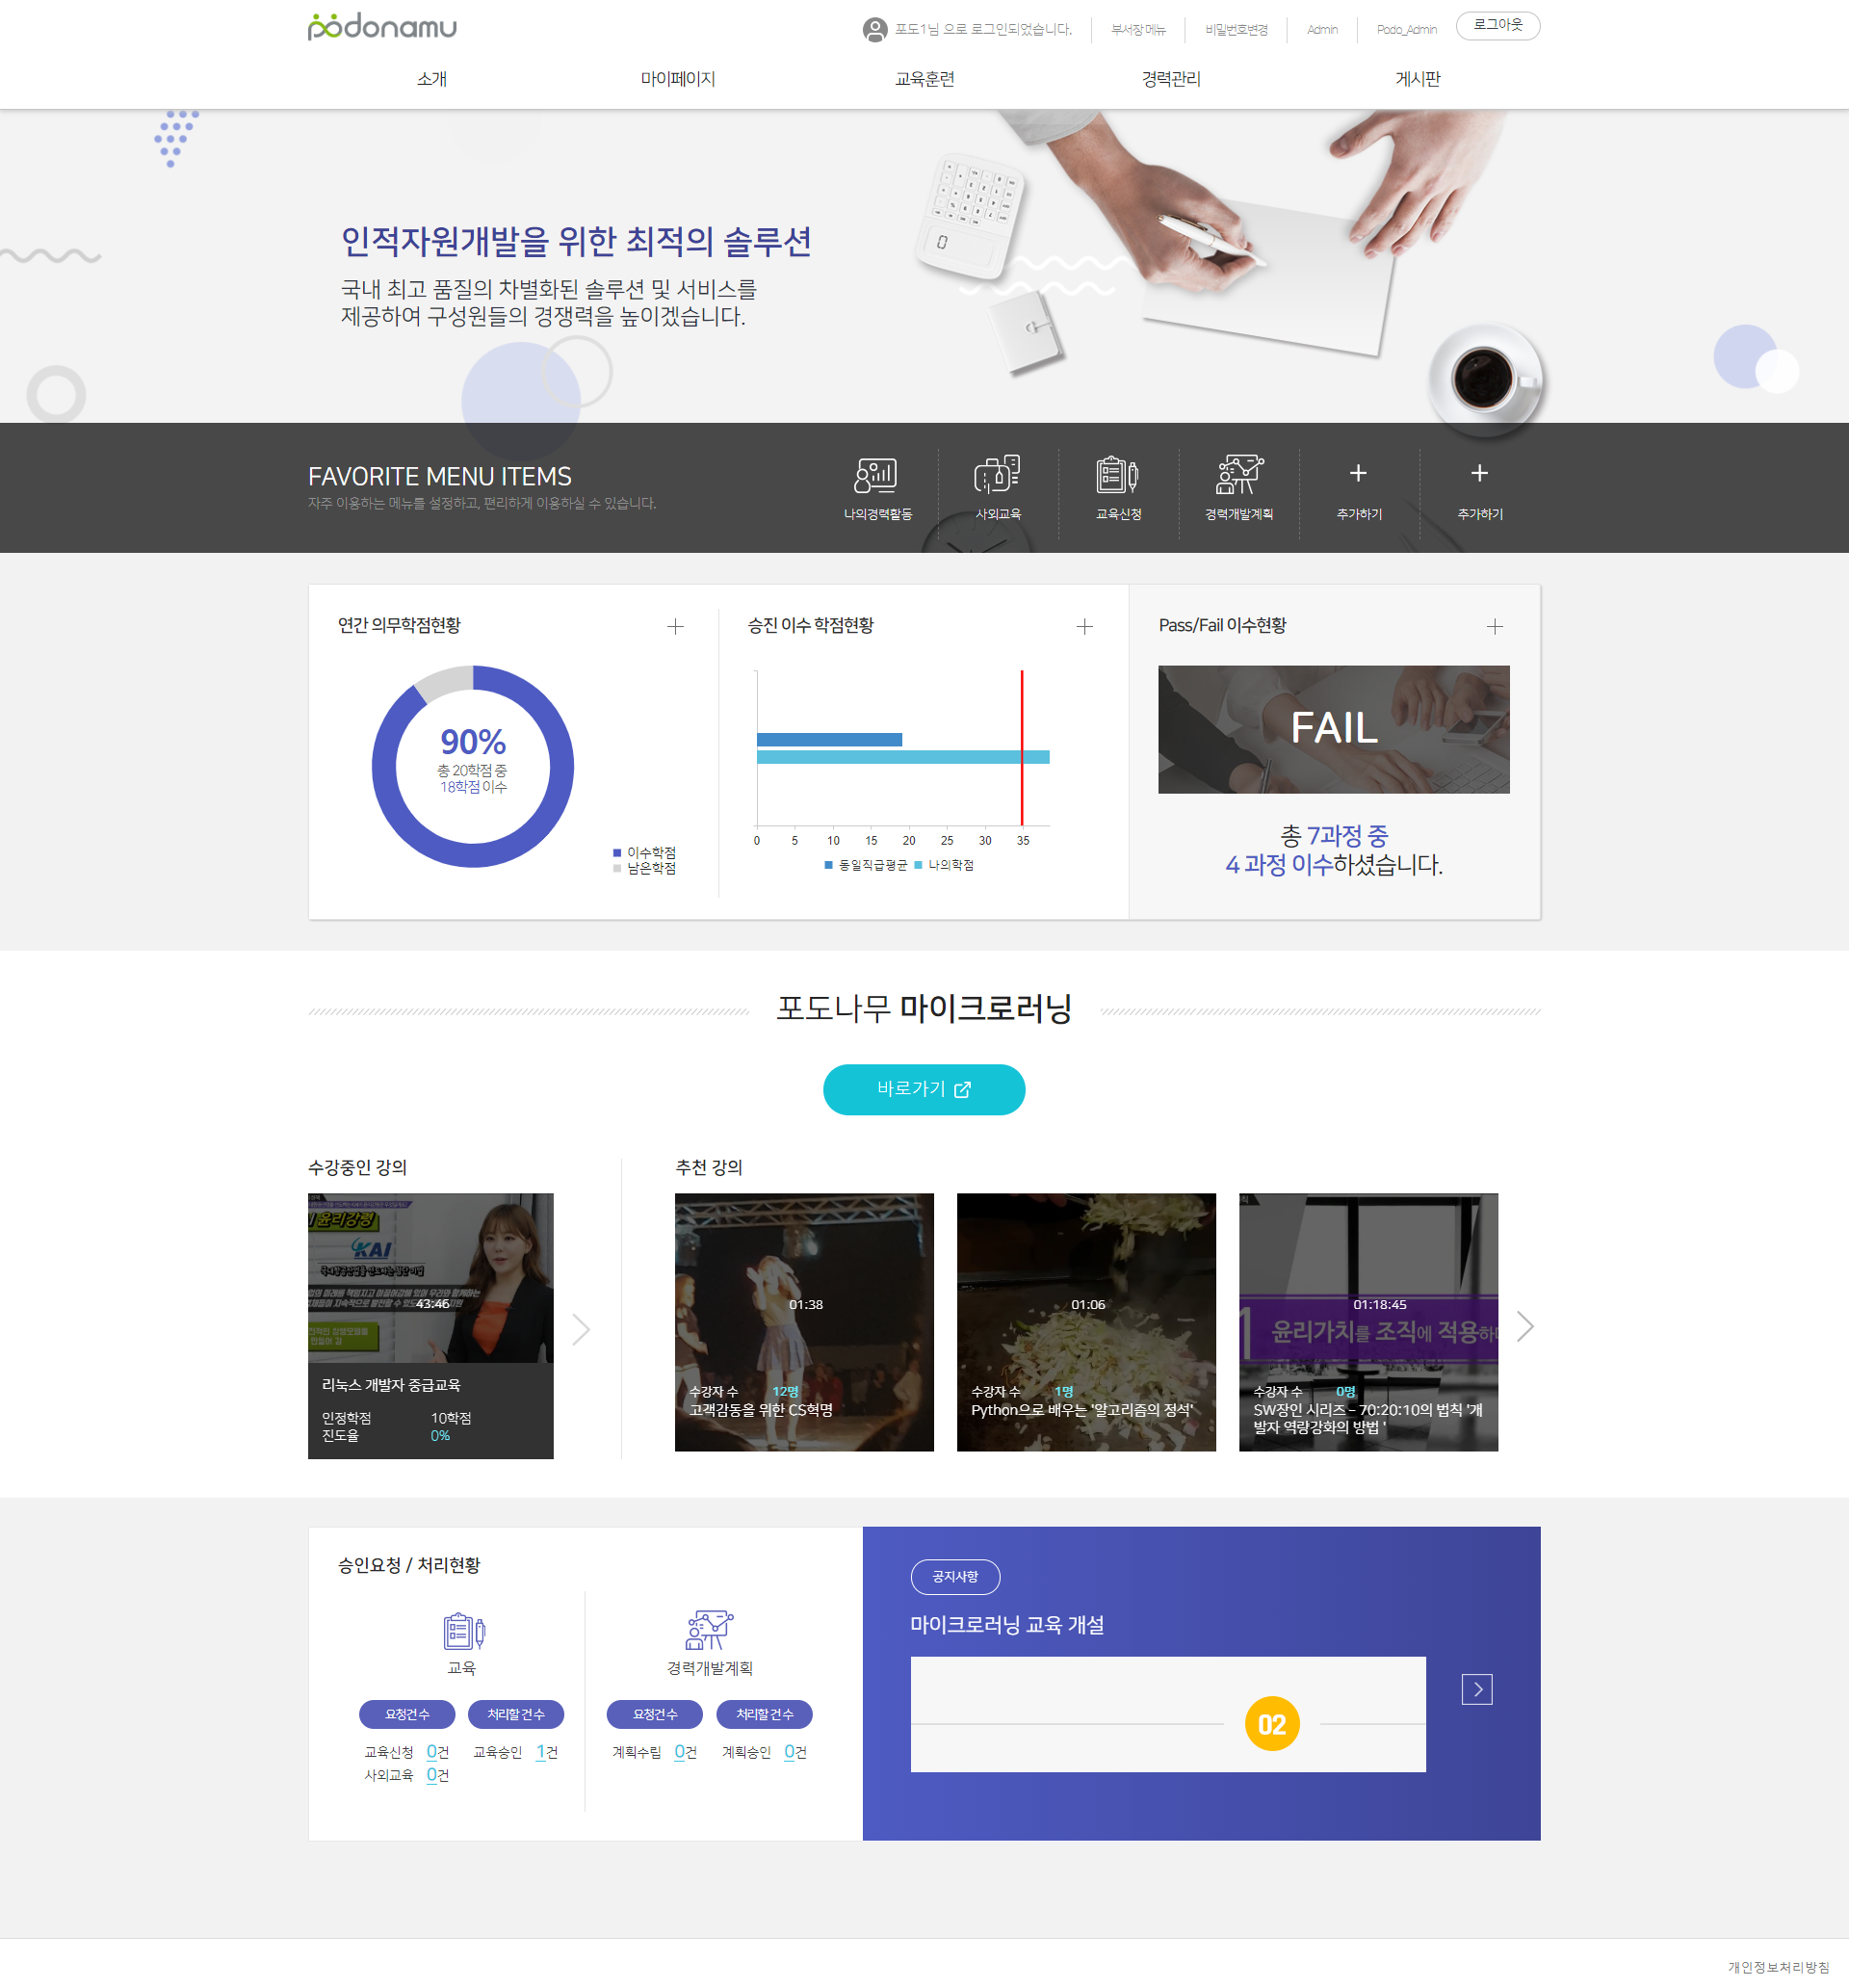 podonamu
포도1님 으로 로그인되었습니다.
부서장 메뉴
비밀번호변경
Admin
Podo_Admin
로그아웃
소개
마이페이지
교육훈련
경력관리
게시판
인적자원개발을 위한 최적의 솔루션
국내 최고 품질의 차별화된 솔루션 및 서비스를
제공하여 구성원들의 경쟁력을 높이겠습니다.
FAVORITE MENU ITEMS
자주 이용하는 메뉴를 설정하고, 편리하게 이용하실 수 있습니다.
나의경력활동
사외교육
교육신청
경력개발계획
추가하기
추가하기
연간 의무학점현황
90%
총 20학점 중
18학점 이수
이수학점
남은학점
승진 이수 학점현황
0 5 10 15 20 25 30 35
동일직급평균 나의학점
Pass/Fail 이수현황
FAIL
총 7과정 중
4 과정 이수하셨습니다.
포도나무 마이크로러닝
바로가기
수강중인 강의
윤리강령
KAI
43:46
리눅스 개발자 중급교육
인정학점 10학점
진도율 0%
추천 강의
01:38
수강자 수 12명
고객감동을 위한 CS혁명
01:06
수강자 수 1명
Python으로 배우는 '알고리즘의 정석'
01:18:45
1 윤리가치를 조직에 적용하
수강자 수 0명
SW장인 시리즈 - 70:20:10의 법칙 '개
발자 역량강화의 방법 '
승인요청 / 처리현황
교육
요청건수 처리할 건수
교육신청 0건 교육승인 1건
사외교육 0건
경력개발계획
요청건수 처리할 건수
계획수립 0건 계획승인 0건
공지사항
마이크로러닝 교육 개설
02
개인정보처리방침